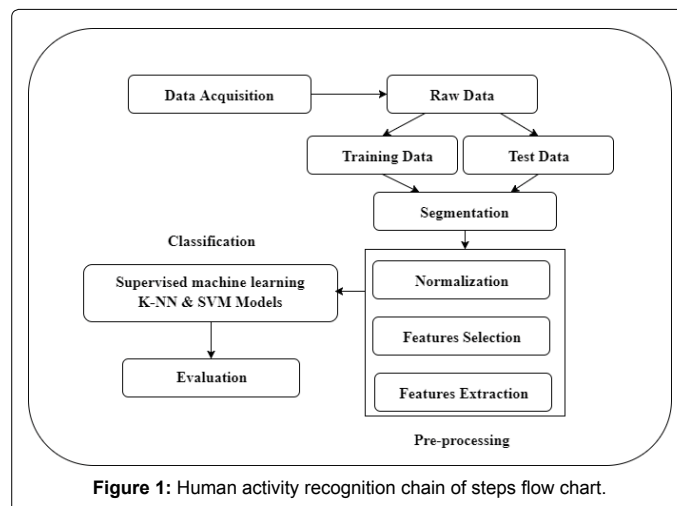 Data Acquisition
Raw Data
Training Data
Test Data
Segmentation
Classification
Supervised machine learning
K-NN & SVM Models
Normalization
Features Selection
Evaluation
Features Extraction
Pre-processing
Figure 1: Human activity recognition chain of steps flow chart.